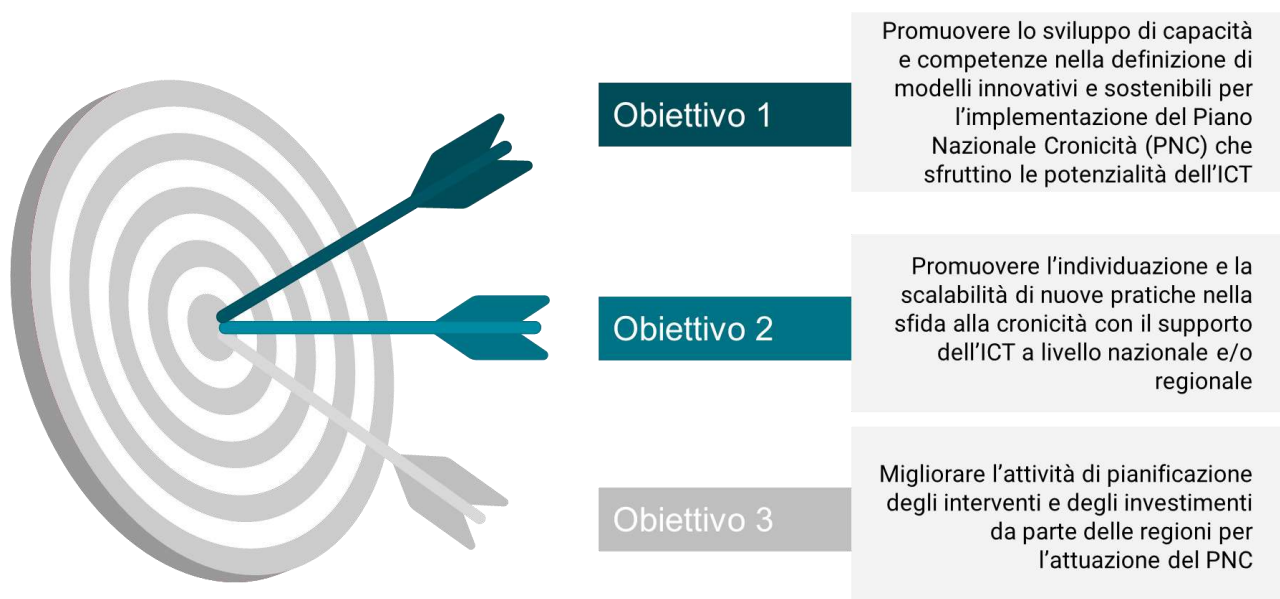 Obiettivo 1
Promuovere lo sviluppo di capacità
e competenze nella definizione di
modelli innovativi e sostenibili per
l’implementazione del Piano
Nazionale Cronicità (PNC) che
sfruttino le potenzialità dell’ICT
Obiettivo 2
Promuovere l’individuazione e la
scalabilità di nuove pratiche nella
sfida alla cronicità con il supporto
dell’ICT a livello nazionale e/o
regionale
Obiettivo 3
Migliorare l’attività di pianificazione
degli interventi e degli investimenti
da parte delle regioni per
l’attuazione del PNC